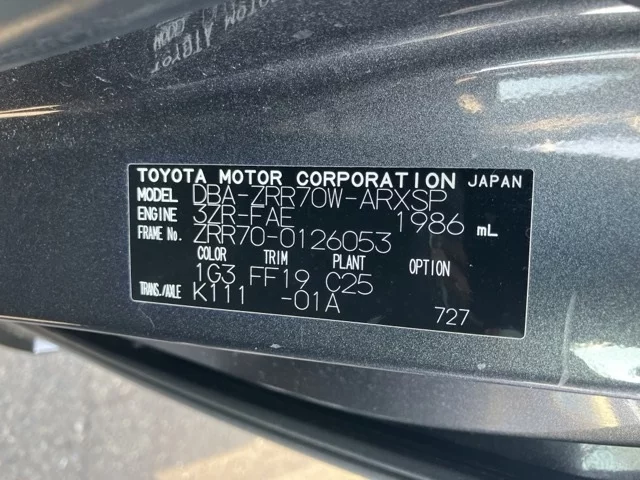 TOYOTA MOTOR CORPORATION JAPAN
MODEL DBA-ZRR70W-ARXSP
ENGINE 3ZR-FAE 1986 mL
FRAME No. ZRR70-0126053
COLOR TRIM PLANT OPTION
1G3 FF19 C25
TRANS./AXLE K111 -01A
727